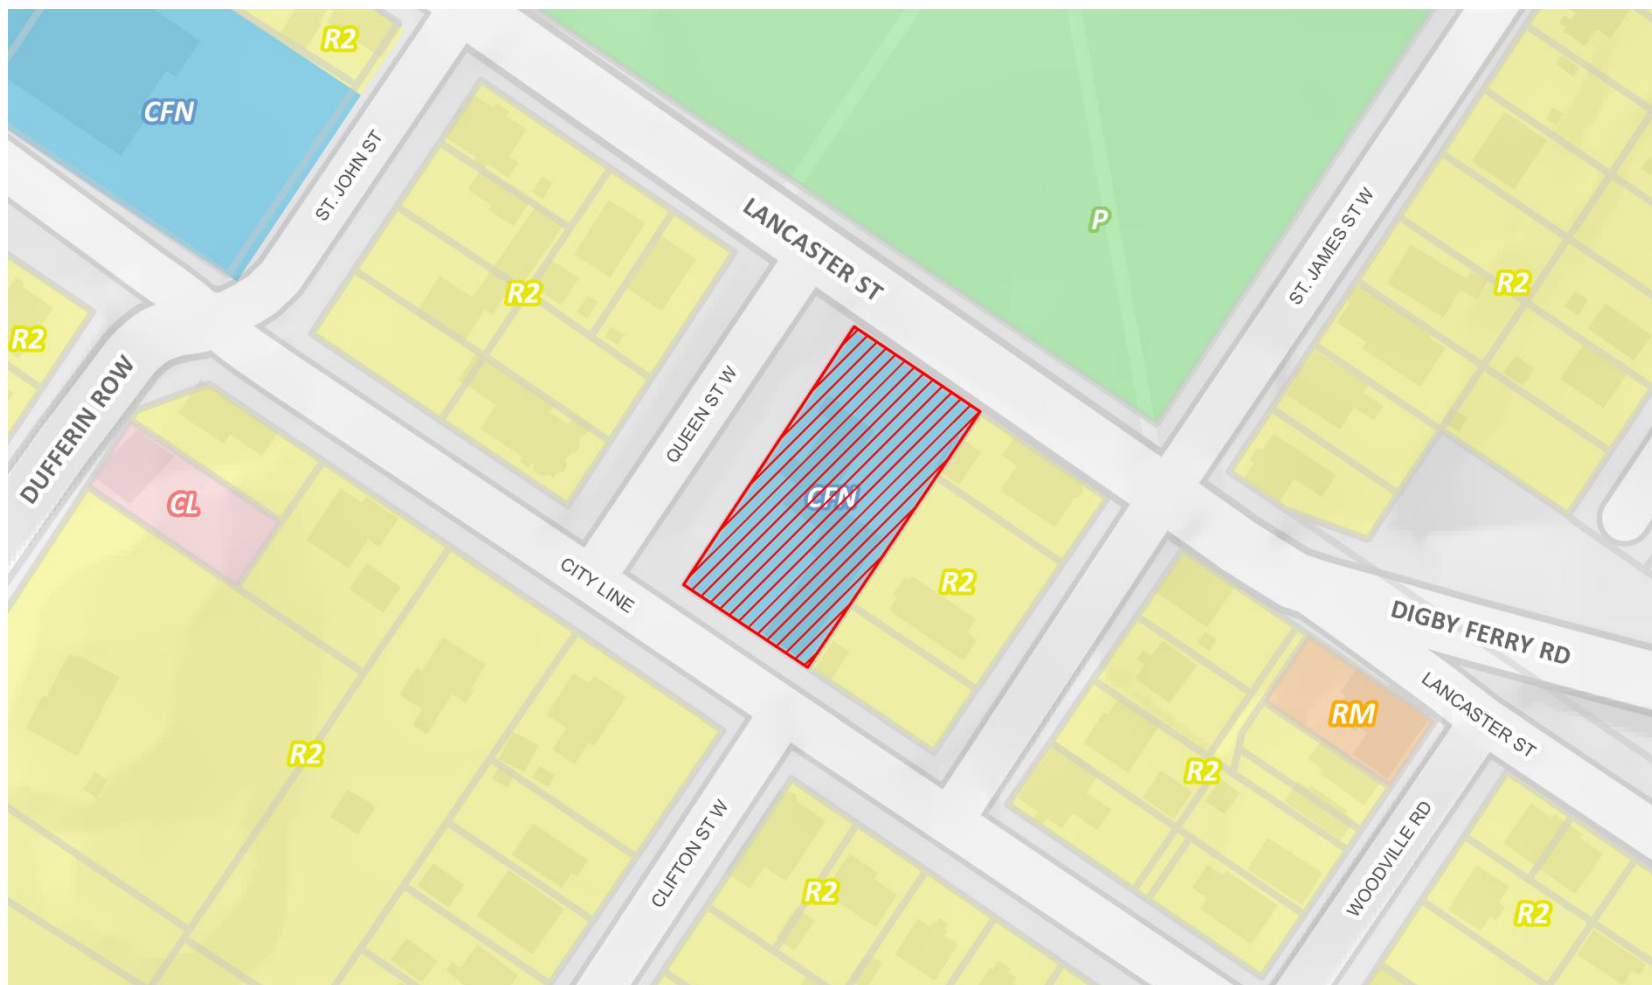 R2
CFN
ST. JOHN ST
LANCASTER ST
P
ST. JAMES ST W
R2
R2
R2
DUFFERIN ROW
QUEEN ST W
CL
CFN
CITY LINE
R2
DIGBY FERRY RD
LANCASTER ST
RM
R2
R2
CLIFTON ST W
WOODVILLE RD
R2
R2